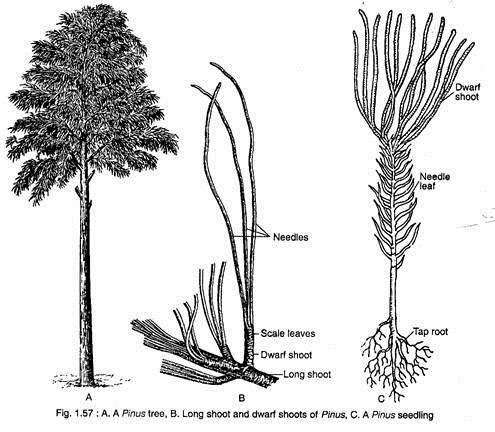 Dwarf
shoot
Needle
leaf
Needles
Scale leaves
Dwarf shoot
Long shoot
Tap root
A
B
C
Fig. 1.57 : A. A Pinus tree, B. Long shoot and dwarf shoots of Pinus, C. A Pinus seedling